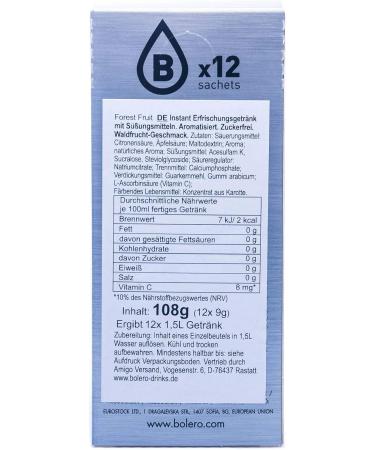 B x12
sachets
Forest Fruit DE Instant Erfrischungsgetränk
mit Süßungsmitteln. Aromatisiert. Zuckerfrei.
Waldfrucht-Geschmack. Zutaten: Säuerungsmittel:
Citronensäure, Äpfelsäure; Maltodextrin; Aroma;
natürliches Aroma; Süßungsmittel: Acesulfam K,
Sucralose, Steviolglycoside; Säureregulator:
Natriumcitrate; Trennmittel: Calciumphosphate;
Verdickungsmittel: Guarkernmehl, Gummi arabicum;
L-Ascorbinsäure (Vitamin C);
Färbendes Lebensmittel: Konzentrat aus Karotte.
Durchschnittliche Nährwerte
je 100ml fertiges Getränk
Brennwert 7 kJ/ 2 kcal
Fett 0 g
davon gesättigte Fettsäuren 0 g
Kohlenhydrate 0 g
davon Zucker 0 g
Eiweiß 0 g
Salz 0 g
Vitamin C 8 mg*
*10% des Nährstoffbezugswertes (NRV)
Inhalt: 108g (12x 9g)
Ergibt 12x 1,5L Getränk
Zubereitung: Inhalt eines Einzelbeutels in 1,5L
Wasser auflösen. Kühl und trocken
aufbewahren. Mindestens haltbar bis: siehe
Aufdruck Verpackungsboden. Vertrieb durch
Amigo Versand, Vogesenstr. 6, D-76437 Rastatt
www.bolero-drinks.de
EUROSTOCK LTD., 1 DRAGALEVSKA STR., 1407 SOFIA, BG, EUROPEAN UNION
www.bolero.com